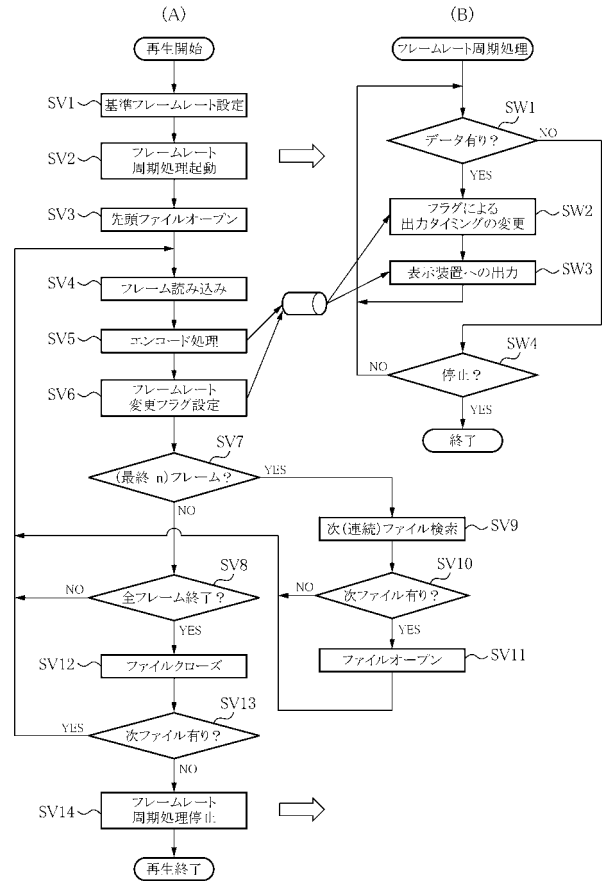 (A)
再生開始
SV1
基準フレームレート設定
SV2
フレームレート
周期処理起動
SV3
先頭ファイルオープン
SV4
フレーム読み込み
SV5
エンコード処理
SV6
フレームレート
変更フラグ設定
SV7
(最終 n)フレーム?
YES
NO
SV8
全フレーム終了?
NO
YES
SV9
次(連続)ファイル検索
SV10
次ファイル有り?
NO
YES
SV11
ファイルオープン
SV12
ファイルクローズ
SV13
次ファイル有り?
YES
NO
SV14
フレームレート
周期処理停止
再生終了
(B)
フレームレート周期処理
SW1
データ有り?
NO
YES
SW2
フラグによる
出力タイミングの変更
SW3
表示装置への出力
SW4
停止?
NO
YES
終了